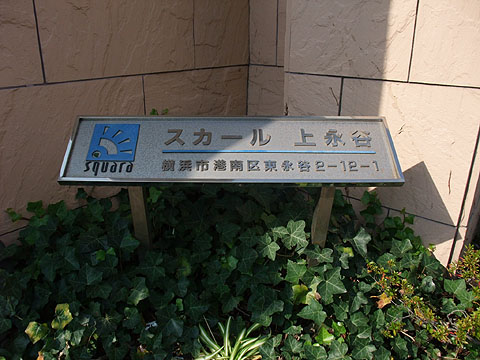 スカール 上永谷
横浜市港南区東永谷2-12-1
squara